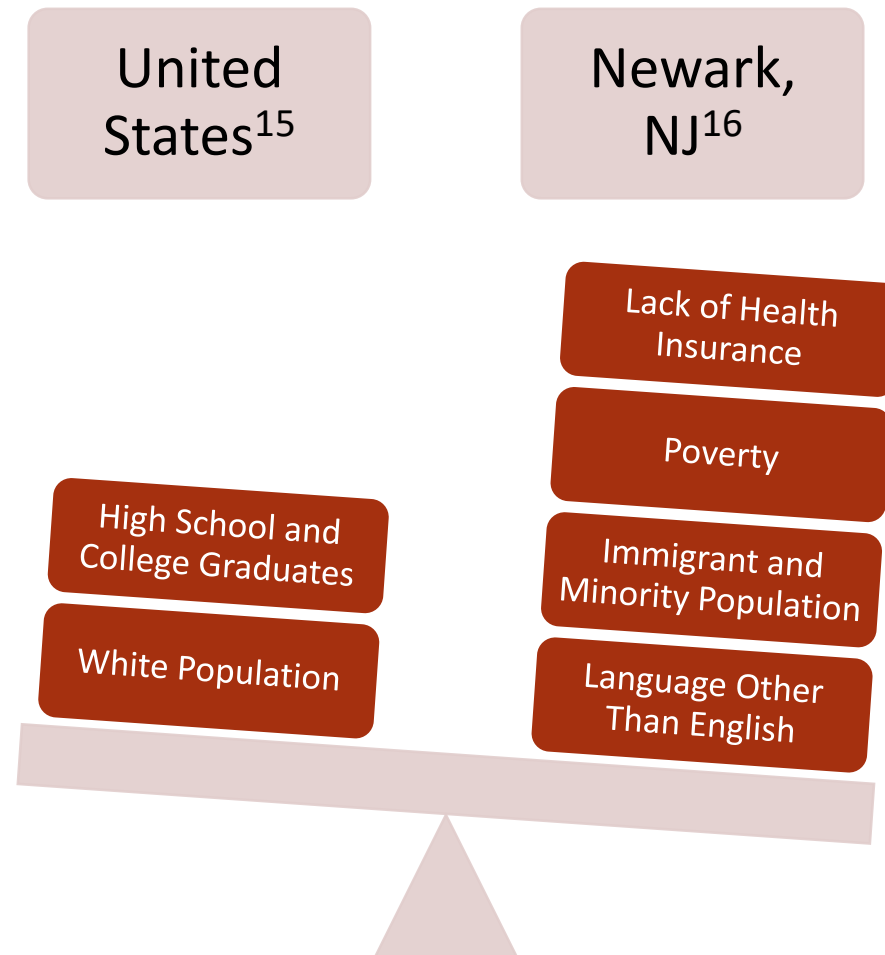 United
States15
Newark,
NJ16
Lack of Health
Insurance
Poverty
High School and
College Graduates
Immigrant and
Minority Population
White Population
Language Other
Than English